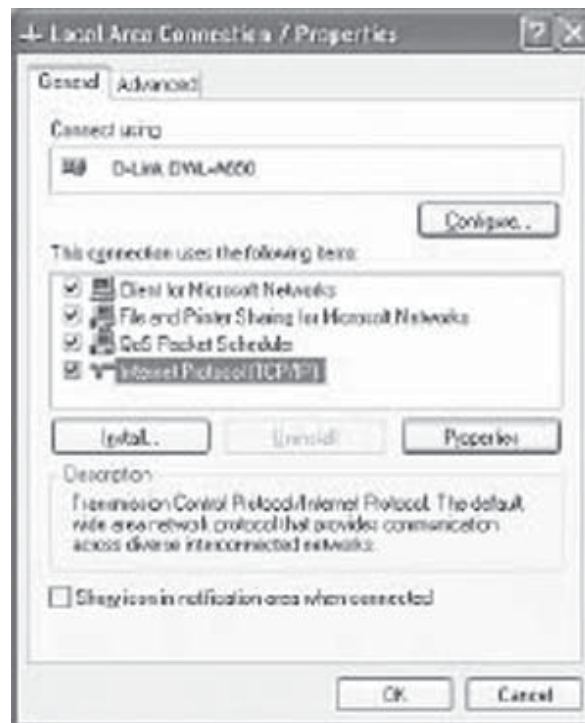 Local Area Connection 7 Properties
General
Advanced
Connect using
D-Link DWL-A650
Configure...
This connection uses the following items:
Client for Microsoft Networks
File and Printer Sharing for Microsoft Networks
QoS Packet Scheduler
Internet Protocol (TCP/IP)
Install...
Uninstall
Properties
Description
Transmission Control Protocol/Internet Protocol. The default
wide area network protocol that provides communication
across diverse interconnected networks.
Show icon in notification area when connected
OK
Cancel